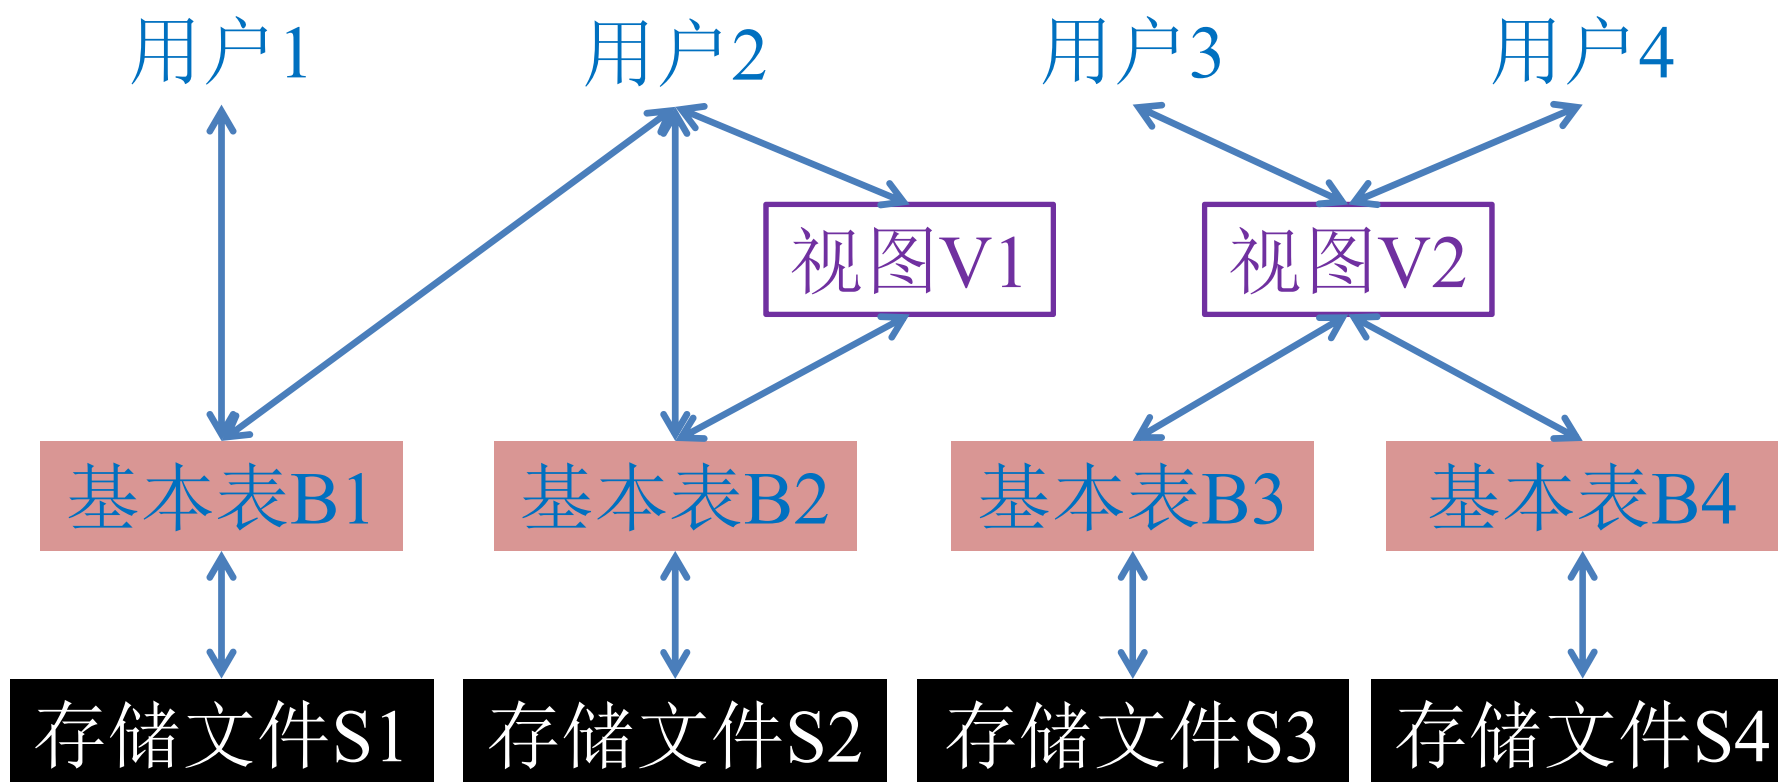 用户1
用户2
用户3
用户4
视图V1
视图V2
基本表B1
基本表B2
基本表B3
基本表B4
存储文件S1
存储文件S2
存储文件S3
存储文件S4